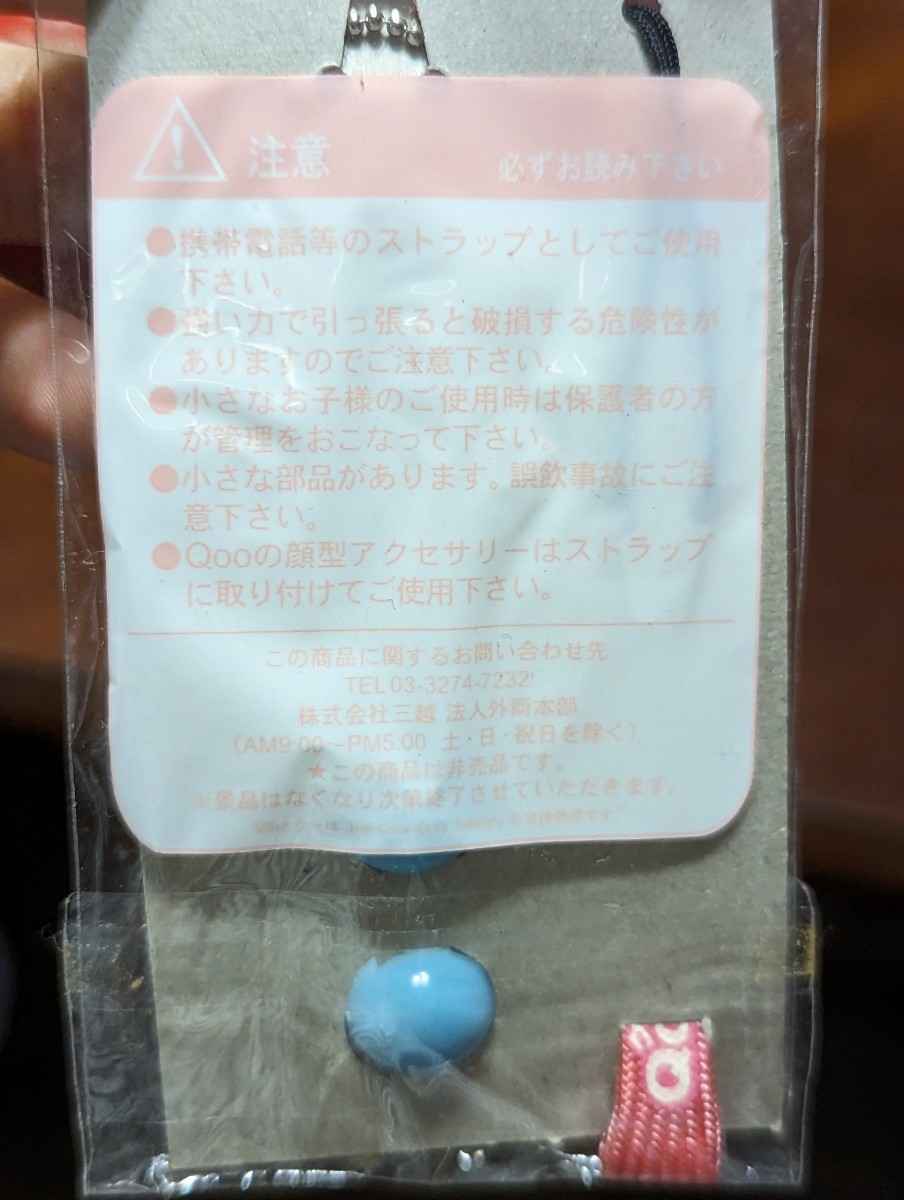 注意
必ずお読み下さい
●携帯電話等のストラップとしてご使用
下さい。
●強い力で引っ張ると破損する危険性が
ありますのでご注意下さい。
●小さなお子様のご使用時は保護者の方
が管理をおこなって下さい。
●小さな部品があります。誤飲事故にご注
意下さい。
●Qooの顔型アクセサリーはストラップ
に取り付けてご使用下さい。
この商品に関するお問い合わせ先
TEL 03-3274-7232
株式会社三越 法人外商本部
(AM9:00〜PM5:00 土・日・祝日を除く)
★この商品は非売品です。
※景品はなくなり次第終了させていただきます。
The Coca-Cola Company の登録商標です
Q